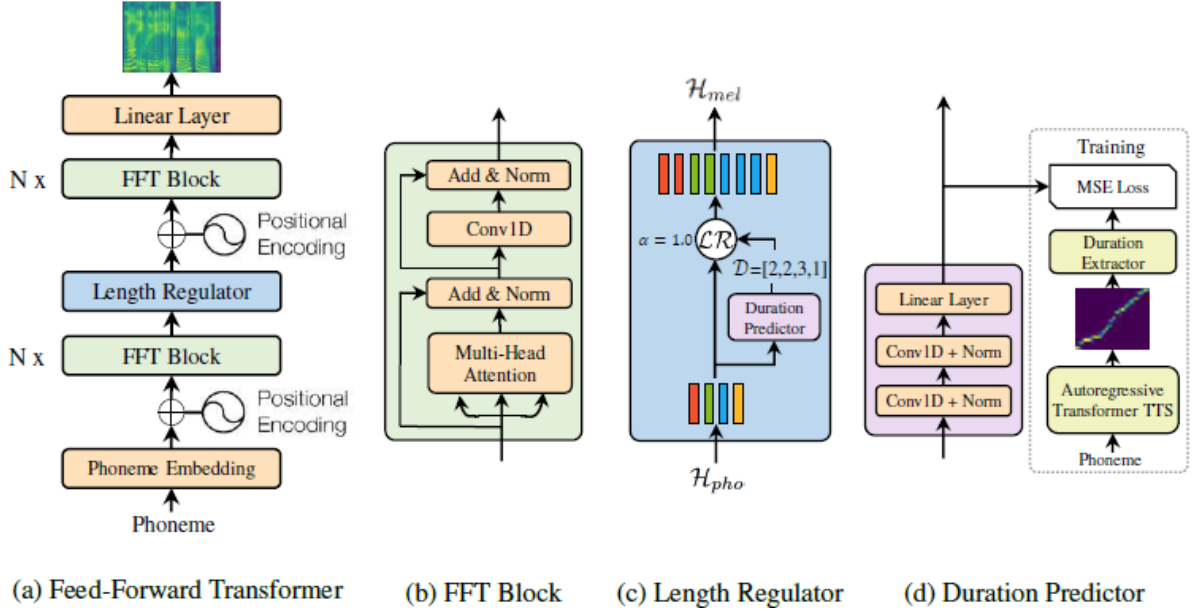 Linear Layer
N x
FFT Block
Positional
Encoding
Length Regulator
N x
FFT Block
Positional
Encoding
Phoneme Embedding
Phoneme
(a) Feed-Forward Transformer
Add & Norm
Conv1D
Add & Norm
Multi-Head
Attention
(b) FFT Block
ℋmel
α = 1.0
ℒℛ
𝒟=[2,2,3,1]
Duration
Predictor
ℋpho
(c) Length Regulator
Linear Layer
Conv1D + Norm
Conv1D + Norm
Training
MSE Loss
Duration
Extractor
Autoregressive
Transformer TTS
Phoneme
(d) Duration Predictor